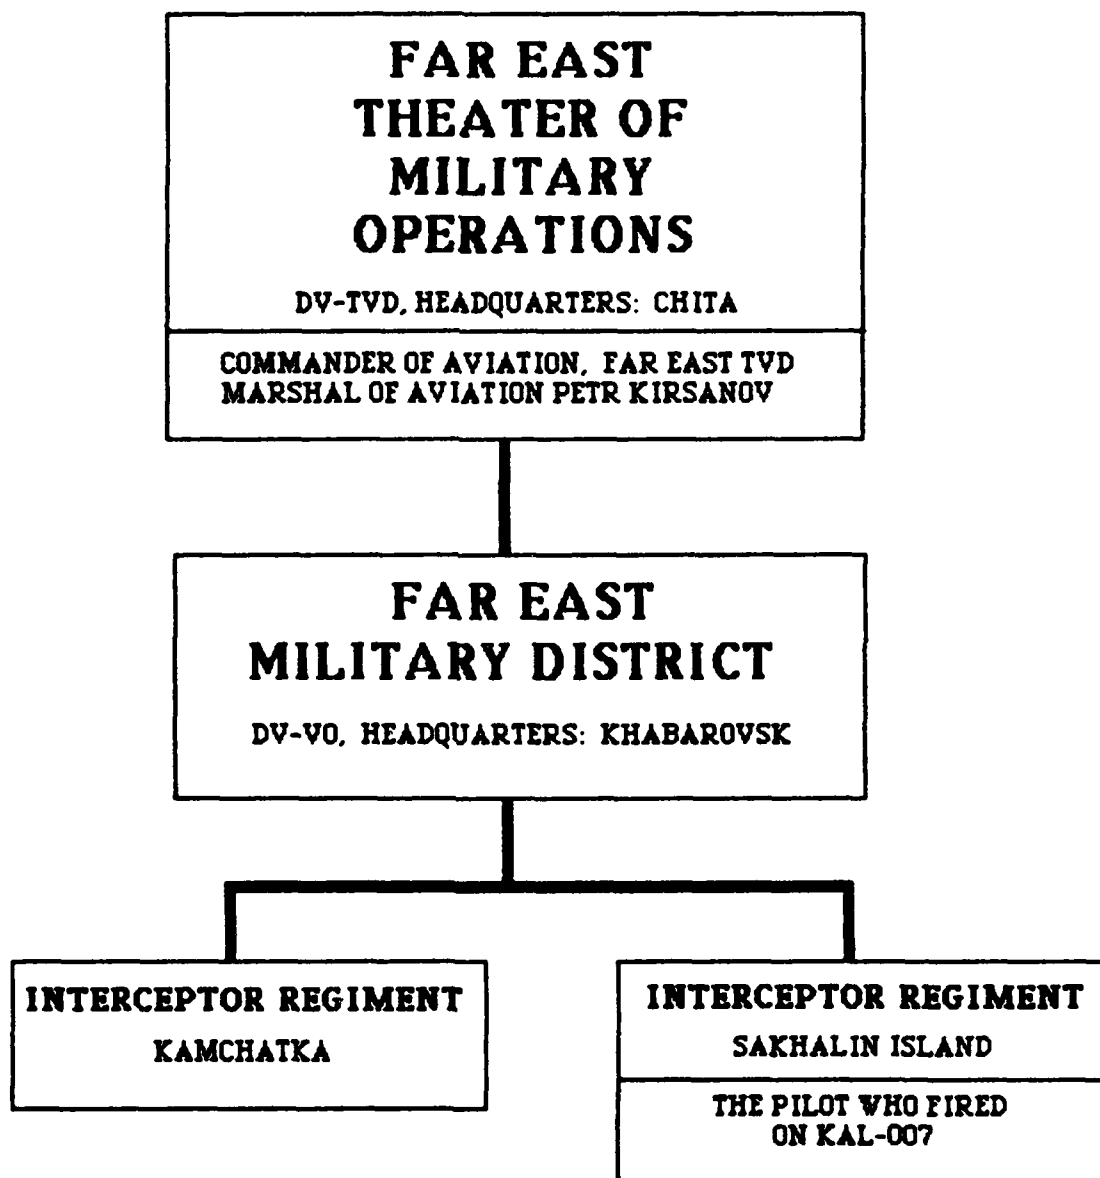 FAR EAST
THEATER OF
MILITARY
OPERATIONS
DV-TVD, HEADQUARTERS: CHITA
COMMANDER OF AVIATION, FAR EAST TVD
MARSHAL OF AVIATION PETR KIRSANOV
FAR EAST
MILITARY DISTRICT
DV-VO, HEADQUARTERS: KHABAROVSK
INTERCEPTOR REGIMENT
KAMCHATKA
INTERCEPTOR REGIMENT
SAKHALIN ISLAND
THE PILOT WHO FIRED
ON KAL-007